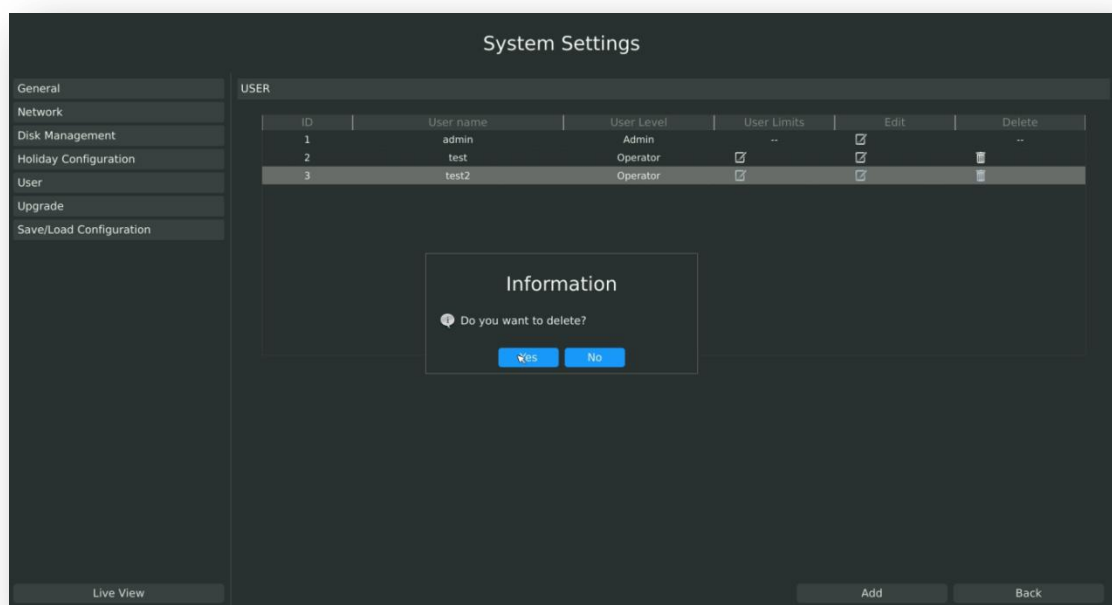 System Settings
General
Network
Disk Management
Holiday Configuration
User
Upgrade
Save/Load Configuration
USER
ID User name User Level User Limits Edit Delete
1 admin Admin -- --
2 test Operator
3 test2 Operator
Information
Do you want to delete?
Yes No
Live View Add Back